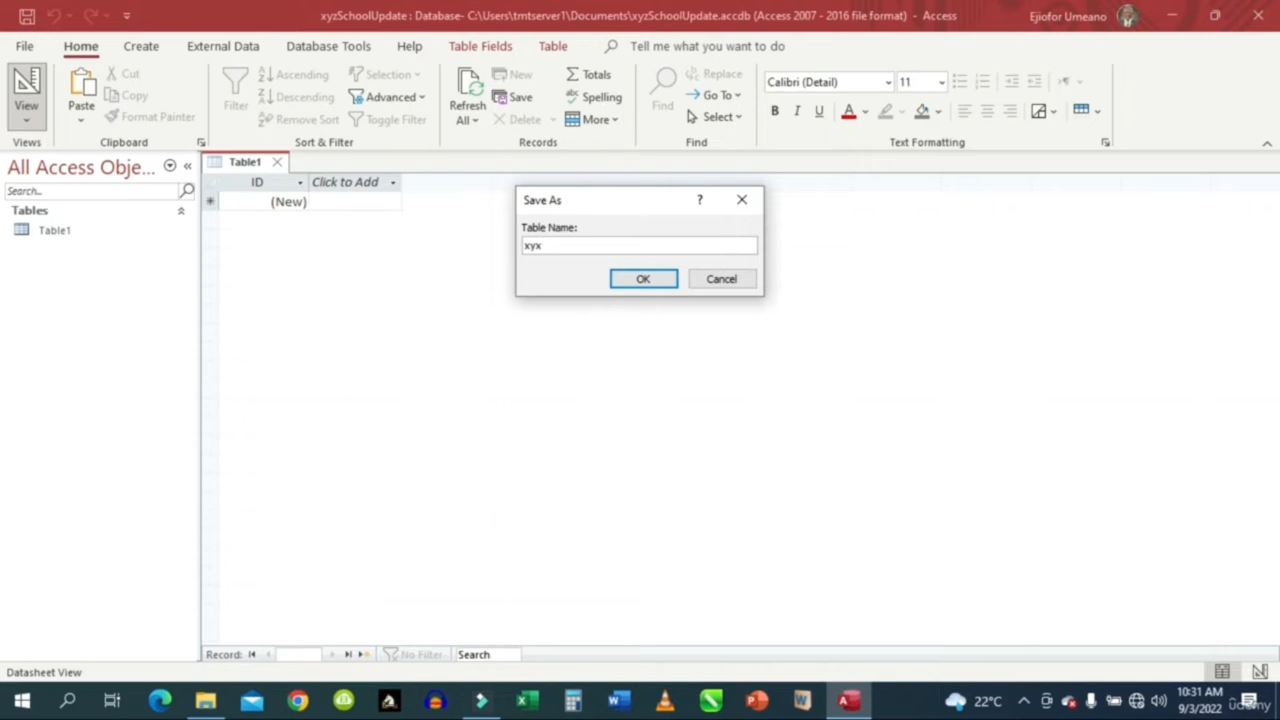 xyzSchoolUpdate : Database- C:\Users\tmtserver1\Documents\xyzSchoolUpdate.accdb (Access 2007 - 2016 file format) - Access
Ejiofor Umeano
File Home Create External Data Database Tools Help Table Fields Table Tell me what you want to do
View
Views
Paste
Cut
Copy
Format Painter
Clipboard
Filter
Ascending
Descending
Remove Sort
Selection
Advanced
Toggle Filter
Sort & Filter
Refresh
All
New
Save
Delete
Totals
Spelling
More
Records
Find
Replace
Go To
Select
Find
Calibri (Detail) 11
B I U A
Text Formatting
All Access Obje...
Search...
Tables
Table1
Table1
ID Click to Add
(New)
Save As ?
Table Name:
xyx
OK Cancel
Record: No Filter Search
Datasheet View
22°C
10:31 AM
9/3/2022
udemy